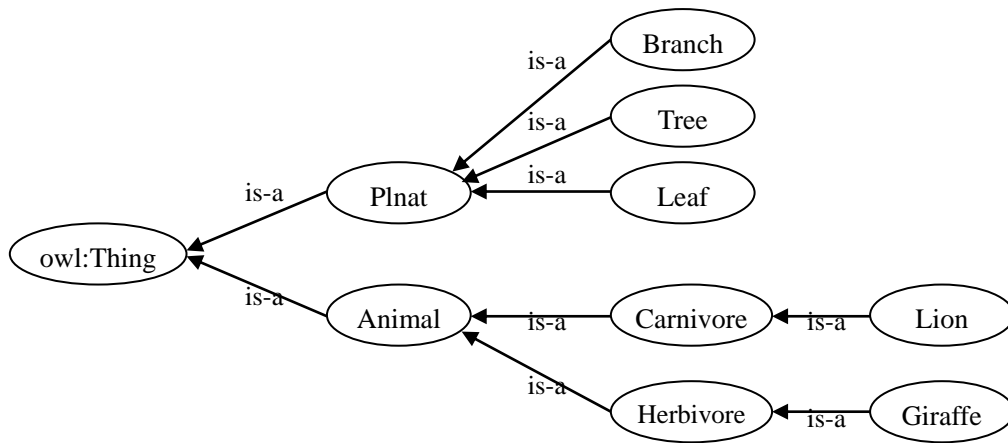 Branch
is-a
Tree
is-a
is-a
Leaf
is-a
Plnat
owl:Thing
is-a
Animal
is-a
Carnivore
is-a
Lion
is-a
Herbivore
is-a
Giraffe